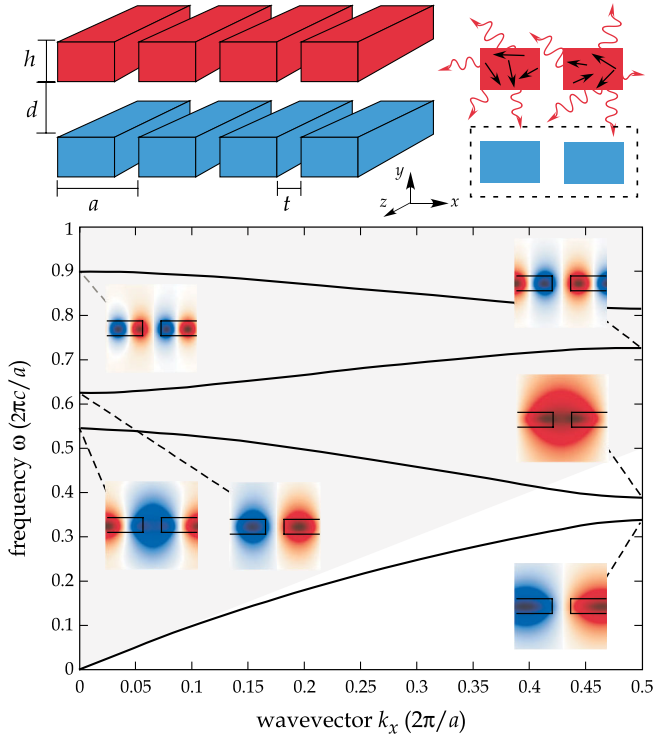 h
d
a
t
y
z
x
1
0.9
0.8
0.7
0.6
0.5
0.4
0.3
0.2
0.1
0
frequency ω (2πc/a)
0 0.05 0.1 0.15 0.2 0.25 0.3 0.35 0.4 0.45 0.5
wavevector kₓ (2π/a)